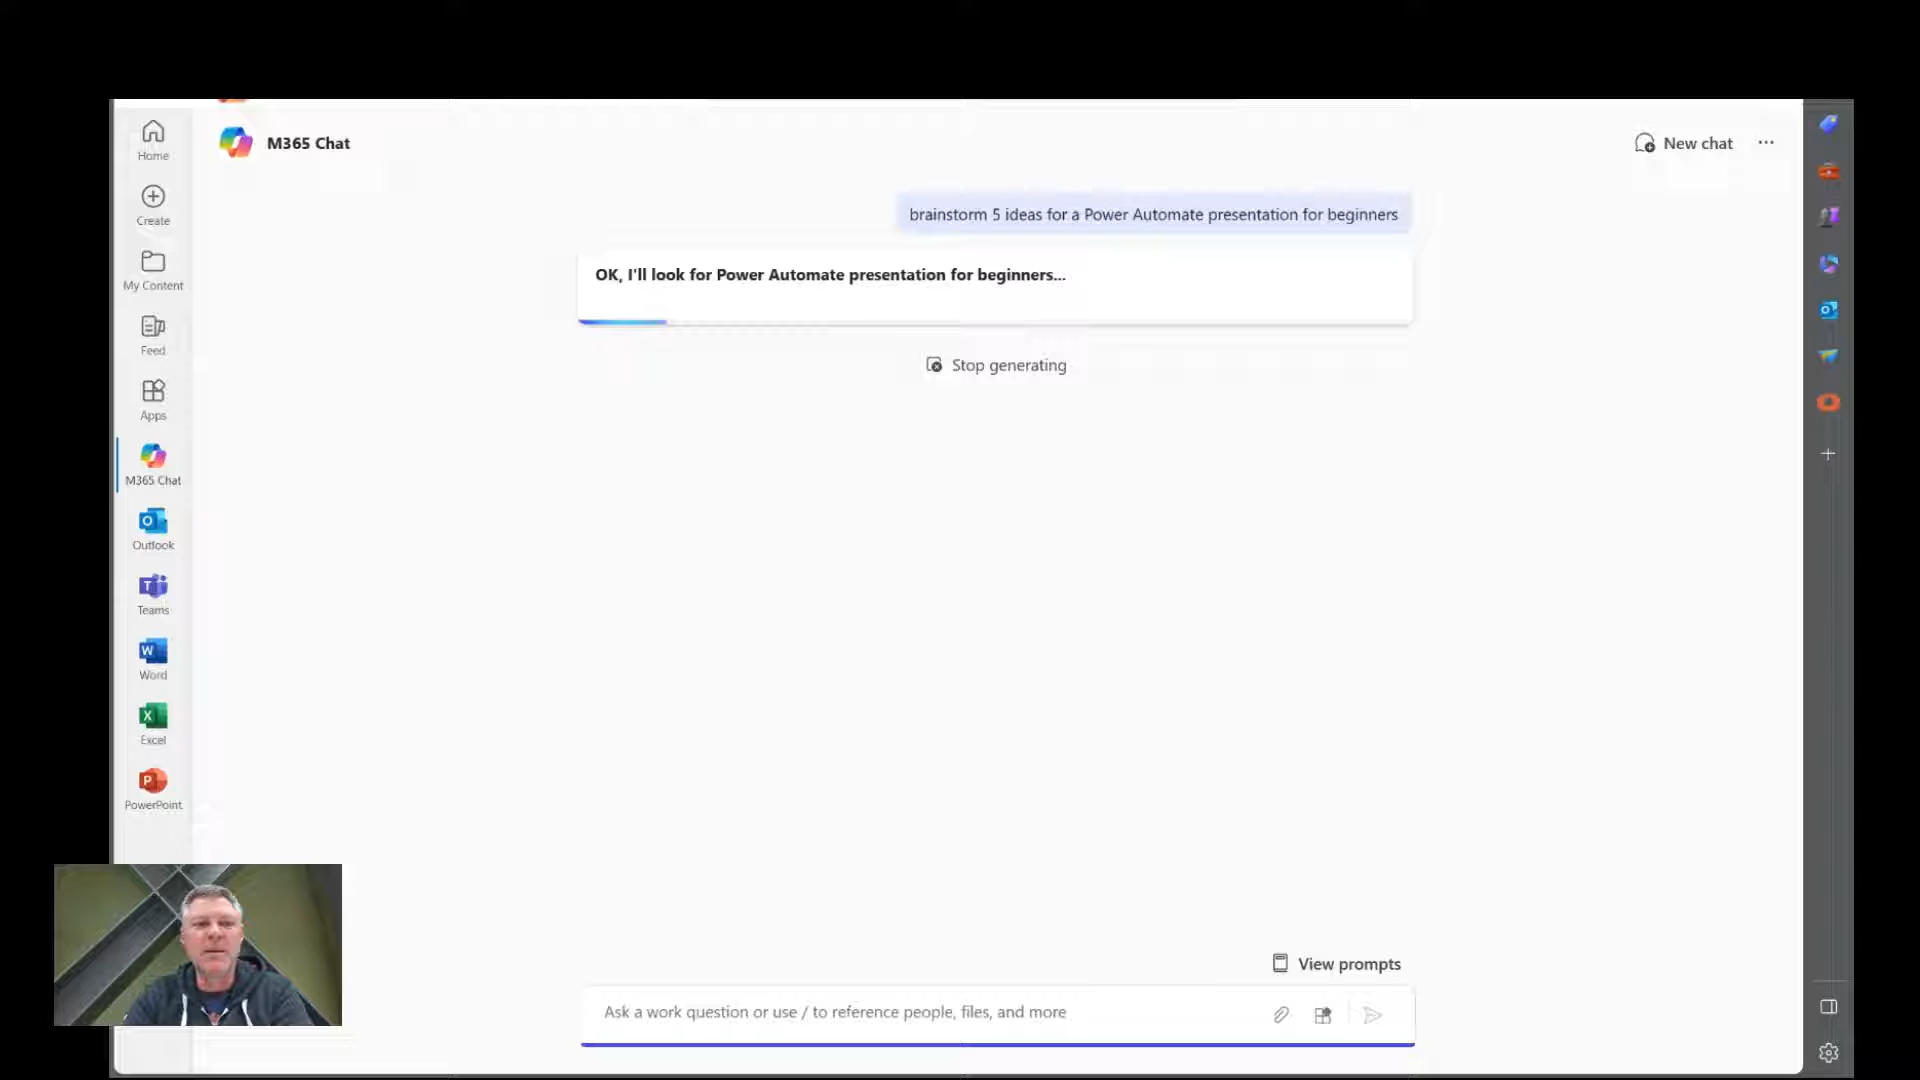 M365 Chat
New chat
Home
Create
My Content
Feed
Apps
M365 Chat
Outlook
Teams
Word
Excel
PowerPoint
brainstorm 5 ideas for a Power Automate presentation for beginners
OK, I'll look for Power Automate presentation for beginners...
Stop generating
View prompts
Ask a work question or use / to reference people, files, and more